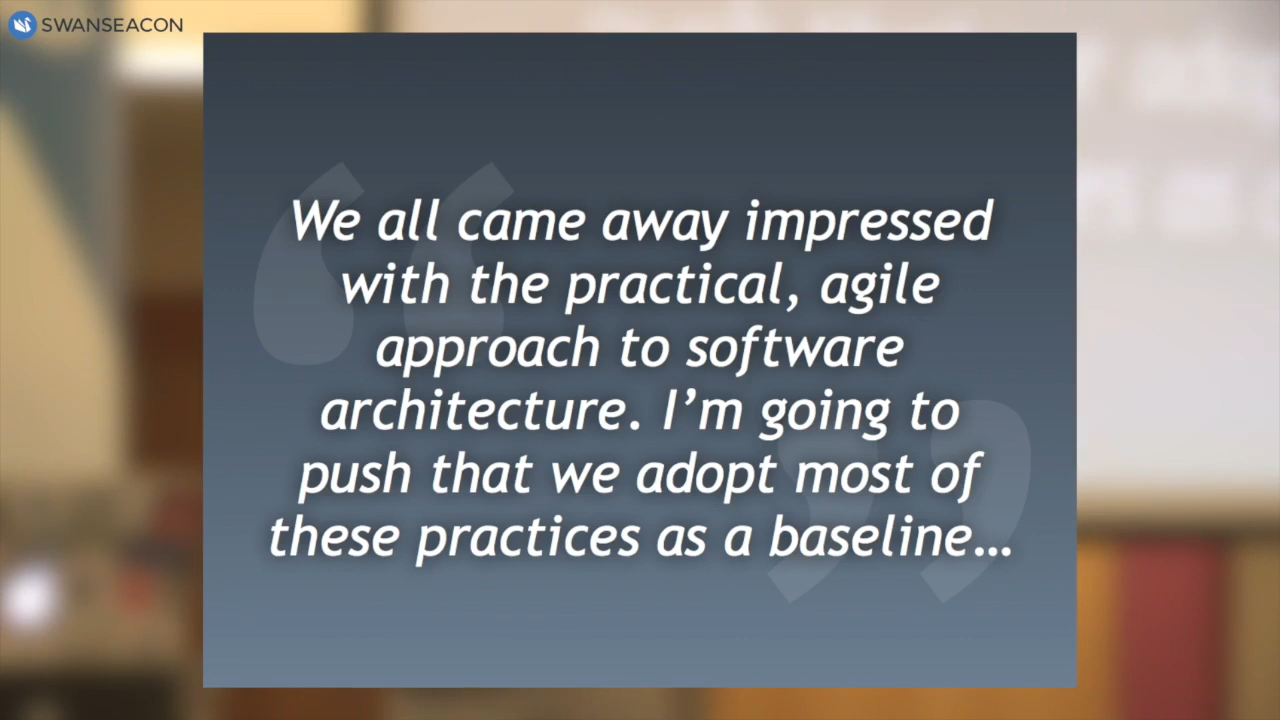 SWANSEACON
We all came away impressed
with the practical, agile
approach to software
architecture. I’m going to
push that we adopt most of
these practices as a baseline…